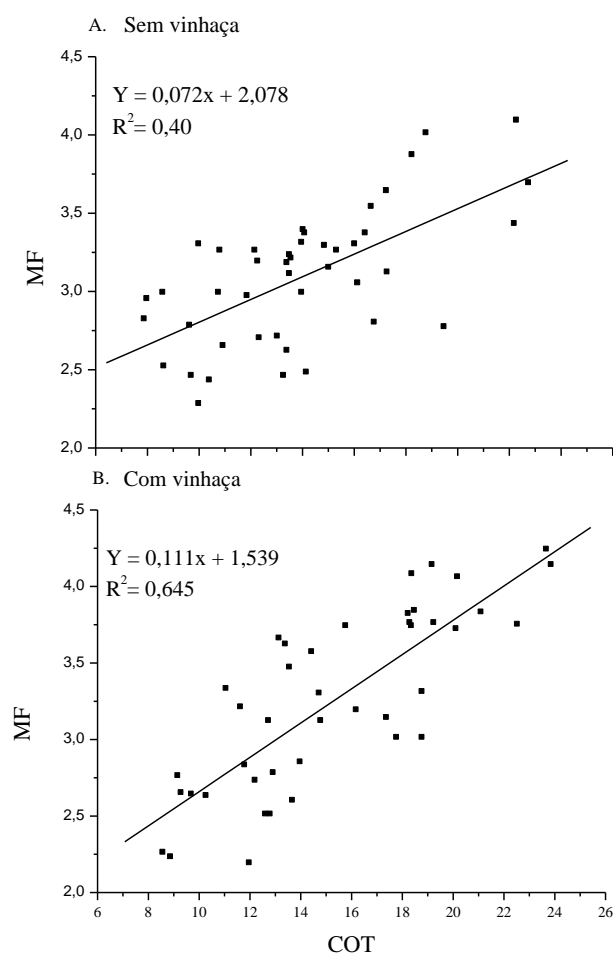 A. Sem vinhaça
4,5
Y = 0,072x + 2,078
R2= 0,40
4,0
3,5
MF
3,0
2,5
2,0
B. Com vinhaça
4,5
Y = 0,111x + 1,539
R2= 0,645
4,0
3,5
MF
3,0
2,5
2,0
6 8 10 12 14 16 18 20 22 24 26
COT